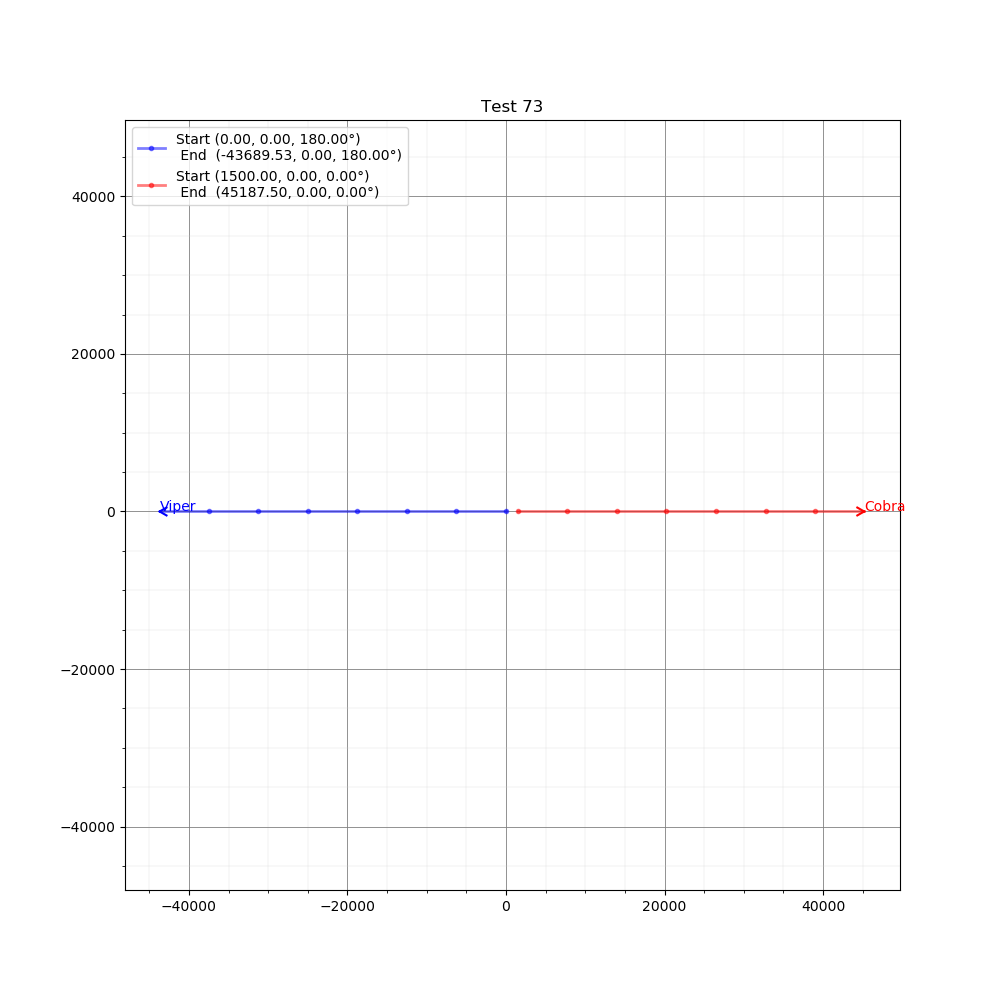 Test 73
Start (0.00, 0.00, 180.00°)
End (-43689.53, 0.00, 180.00°)
Start (1500.00, 0.00, 0.00°)
End (45187.50, 0.00, 0.00°)
40000
20000
0
−20000
−40000
Viper
Cobra
−40000
−20000
0
20000
40000